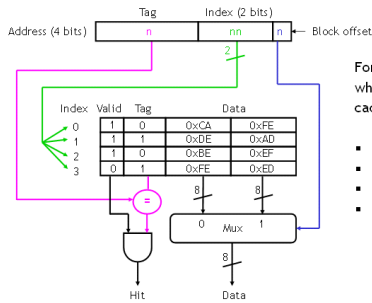 Tag Index (2 bits)
Address (4 bits) n nn n Block offset
2
For
wh
cac
Index Valid Tag Data
0 1 0 0xCA 0xFE
1 1 1 0xDE 0xAD
2 1 0 0xBE 0xEF
3 0 1 0xFE 0xED
8 8
=
0 1
Mux
8
Hit Data